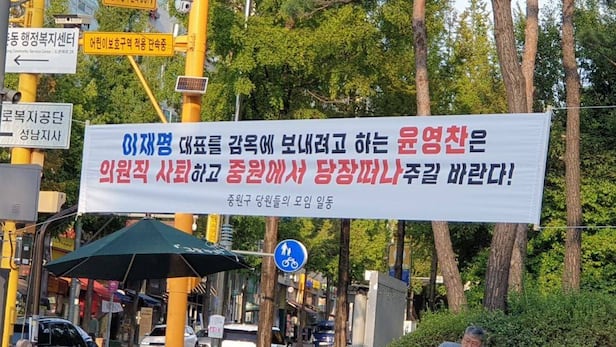 동 행정복지센터
어린이보호구역 적용 단속중
로복지공단
성남지사
이재명 대표를 감옥에 보내려고 하는 윤영찬은
의원직 사퇴하고 중원에서 당장떠나주길 바란다!
중원구 당원들의 모임 일동